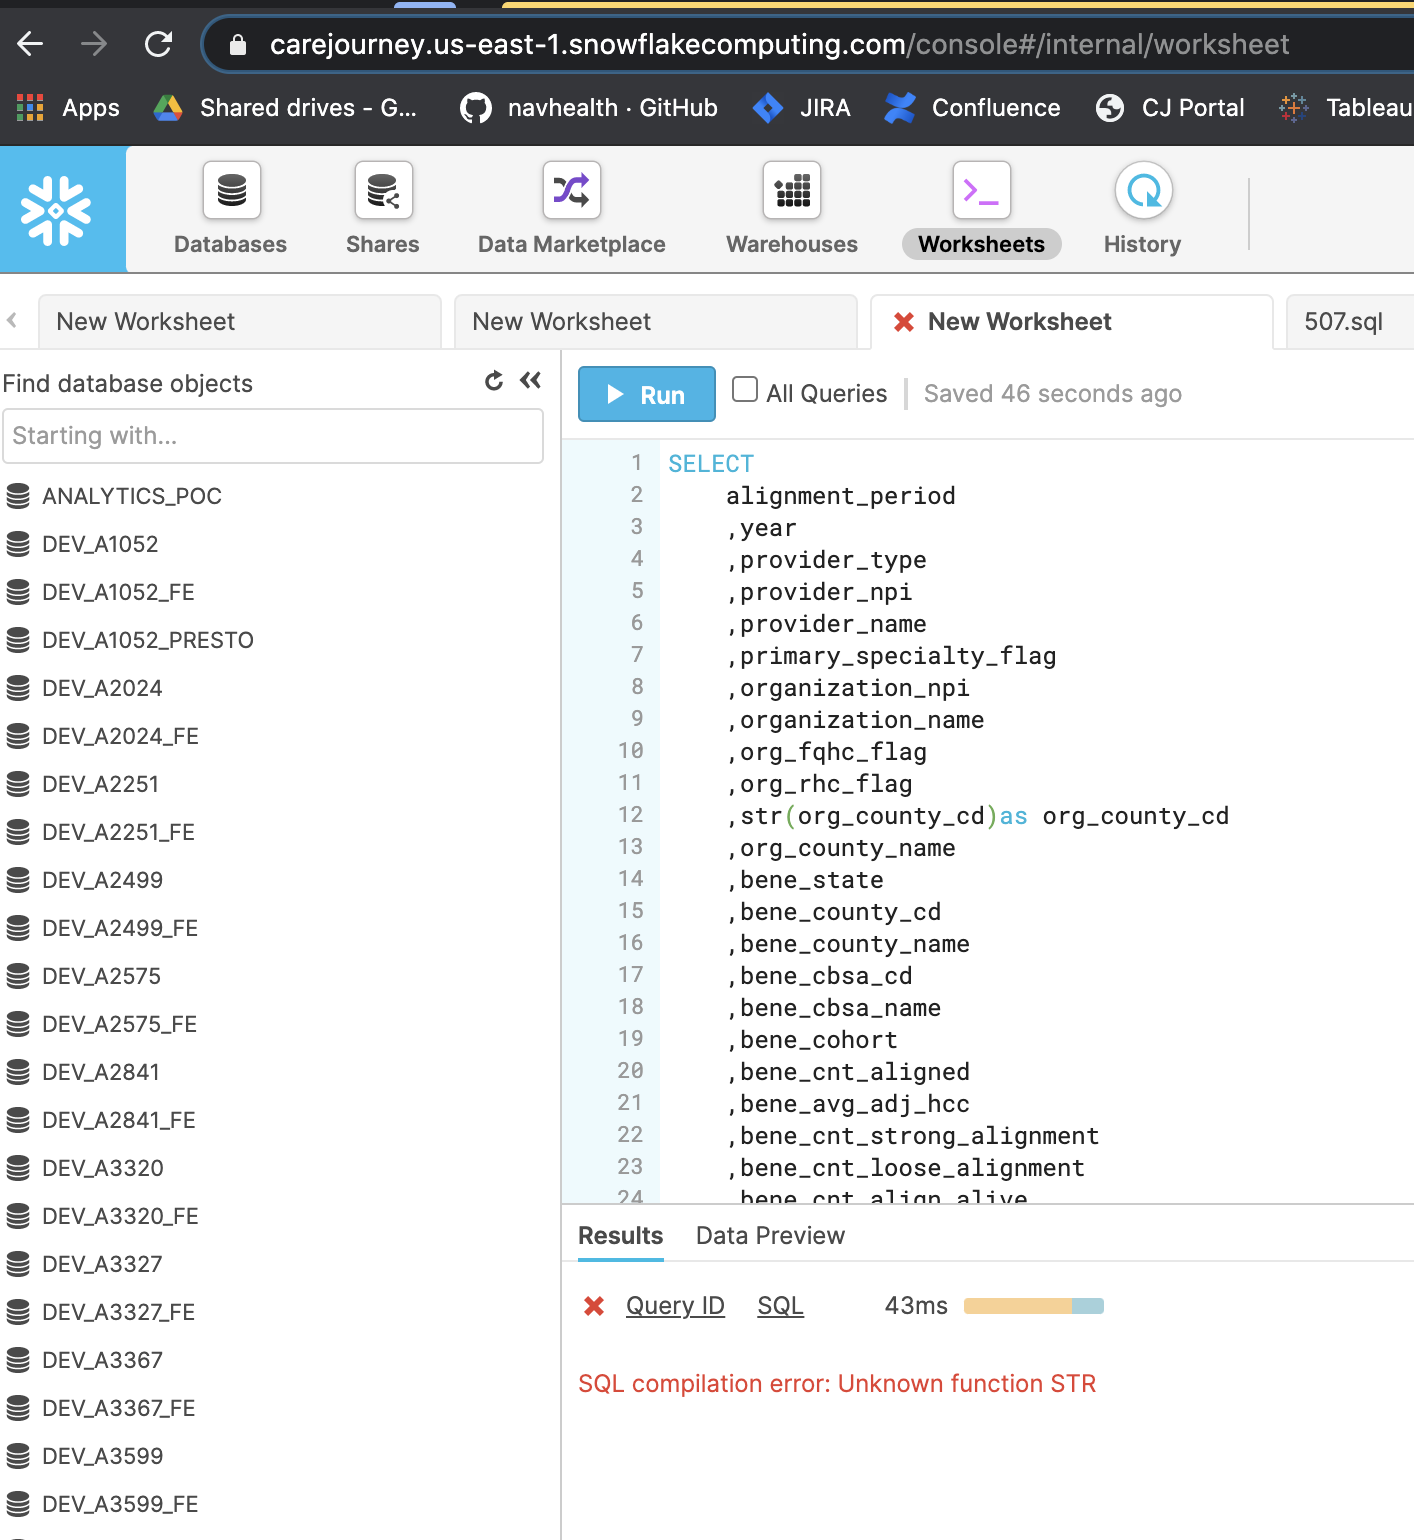 carejourney.us-east-1.snowflakecomputing.com/console#/internal/worksheet
Apps
Shared drives - G...
navhealth · GitHub
JIRA
Confluence
CJ Portal
Tableau
Databases
Shares
Data Marketplace
Warehouses
Worksheets
History
New Worksheet
New Worksheet
New Worksheet
507.sql
Find database objects
Starting with...
ANALYTICS_POC
DEV_A1052
DEV_A1052_FE
DEV_A1052_PRESTO
DEV_A2024
DEV_A2024_FE
DEV_A2251
DEV_A2251_FE
DEV_A2499
DEV_A2499_FE
DEV_A2575
DEV_A2575_FE
DEV_A2841
DEV_A2841_FE
DEV_A3320
DEV_A3320_FE
DEV_A3327
DEV_A3327_FE
DEV_A3367
DEV_A3367_FE
DEV_A3599
DEV_A3599_FE
Run
All Queries
Saved 46 seconds ago
1 SELECT
2 alignment_period
3 ,year
4 ,provider_type
5 ,provider_npi
6 ,provider_name
7 ,primary_specialty_flag
8 ,organization_npi
9 ,organization_name
10 ,org_fqhc_flag
11 ,org_rhc_flag
12 ,str(org_county_cd)as org_county_cd
13 ,org_county_name
14 ,bene_state
15 ,bene_county_cd
16 ,bene_county_name
17 ,bene_cbsa_cd
18 ,bene_cbsa_name
19 ,bene_cohort
20 ,bene_cnt_aligned
21 ,bene_avg_adj_hcc
22 ,bene_cnt_strong_alignment
23 ,bene_cnt_loose_alignment
24 ,bene_cnt_align_alive
Results
Data Preview
Query ID
SQL
43ms
SQL compilation error: Unknown function STR